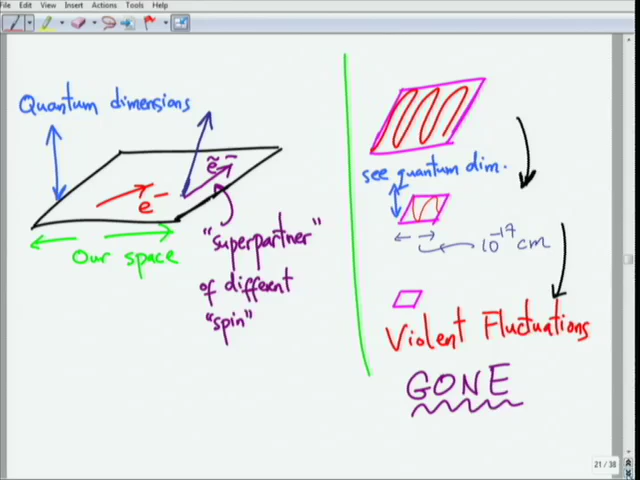 File Edit View Insert Actions Tools Help
Quantum dimensions
ẽ -
e -
Our space
"superpartner"
of different
"spin"
see quantum dim.
10^-17 cm
Violent Fluctuations
GONE
21 / 38